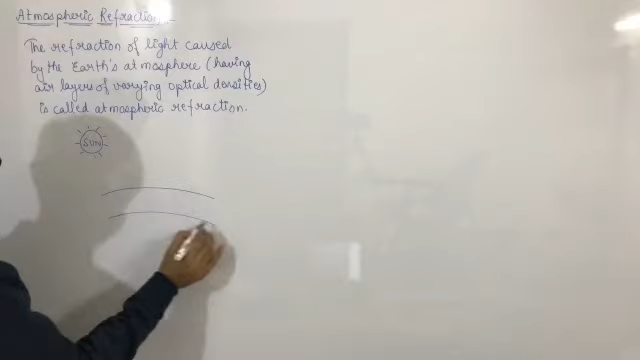 Atmospheric Refraction:-
The refraction of light caused
by the Earth's atmosphere (having
air layers of varying optical densities)
is called atmospheric refraction.
SUN